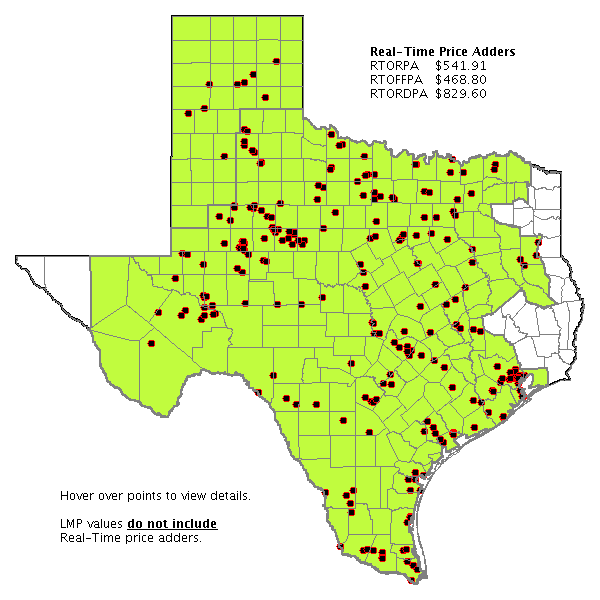 Real-Time Price Adders
RTORPA $541.91
RTOFFPA $468.80
RTORDPA $829.60
Hover over points to view details.
LMP values do not include
Real-Time price adders.